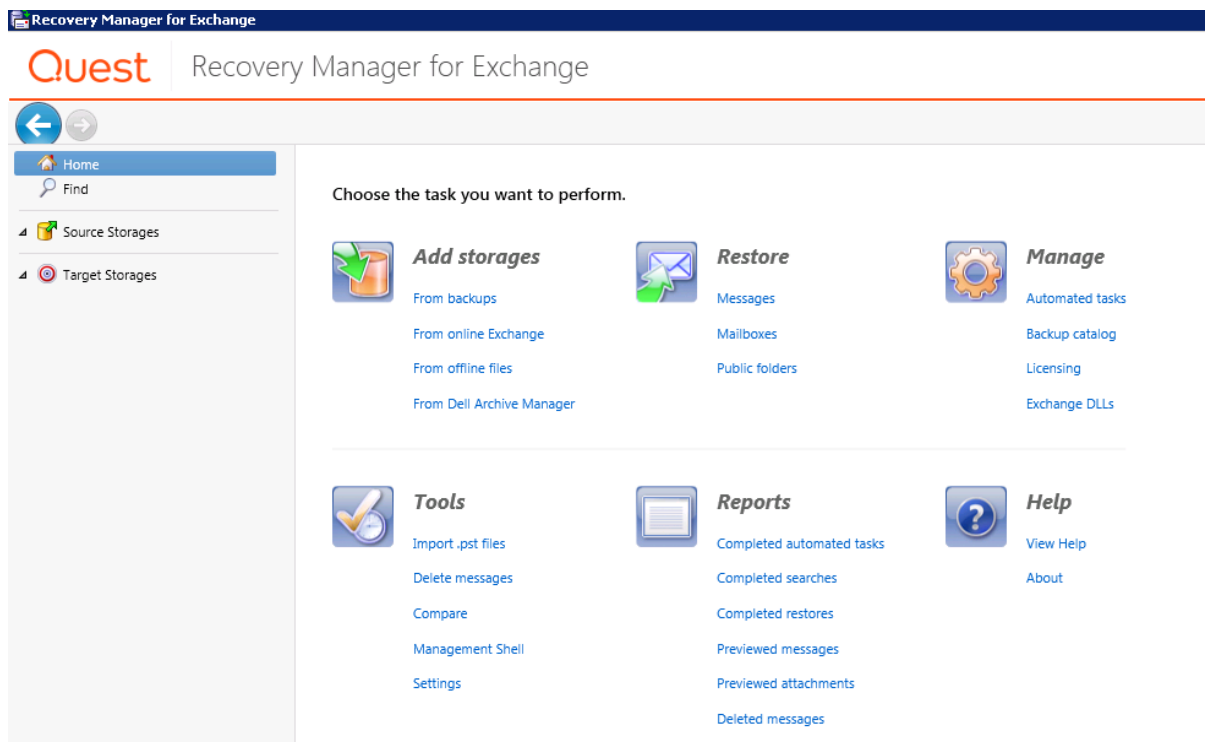 Recovery Manager for Exchange
Quest Recovery Manager for Exchange
Home
Find
Source Storages
Target Storages
Choose the task you want to perform.
Add storages
From backups
From online Exchange
From offline files
From Dell Archive Manager
Restore
Messages
Mailboxes
Public folders
Manage
Automated tasks
Backup catalog
Licensing
Exchange DLLs
Tools
Import .pst files
Delete messages
Compare
Management Shell
Settings
Reports
Completed automated tasks
Completed searches
Completed restores
Previewed messages
Previewed attachments
Deleted messages
Help
View Help
About